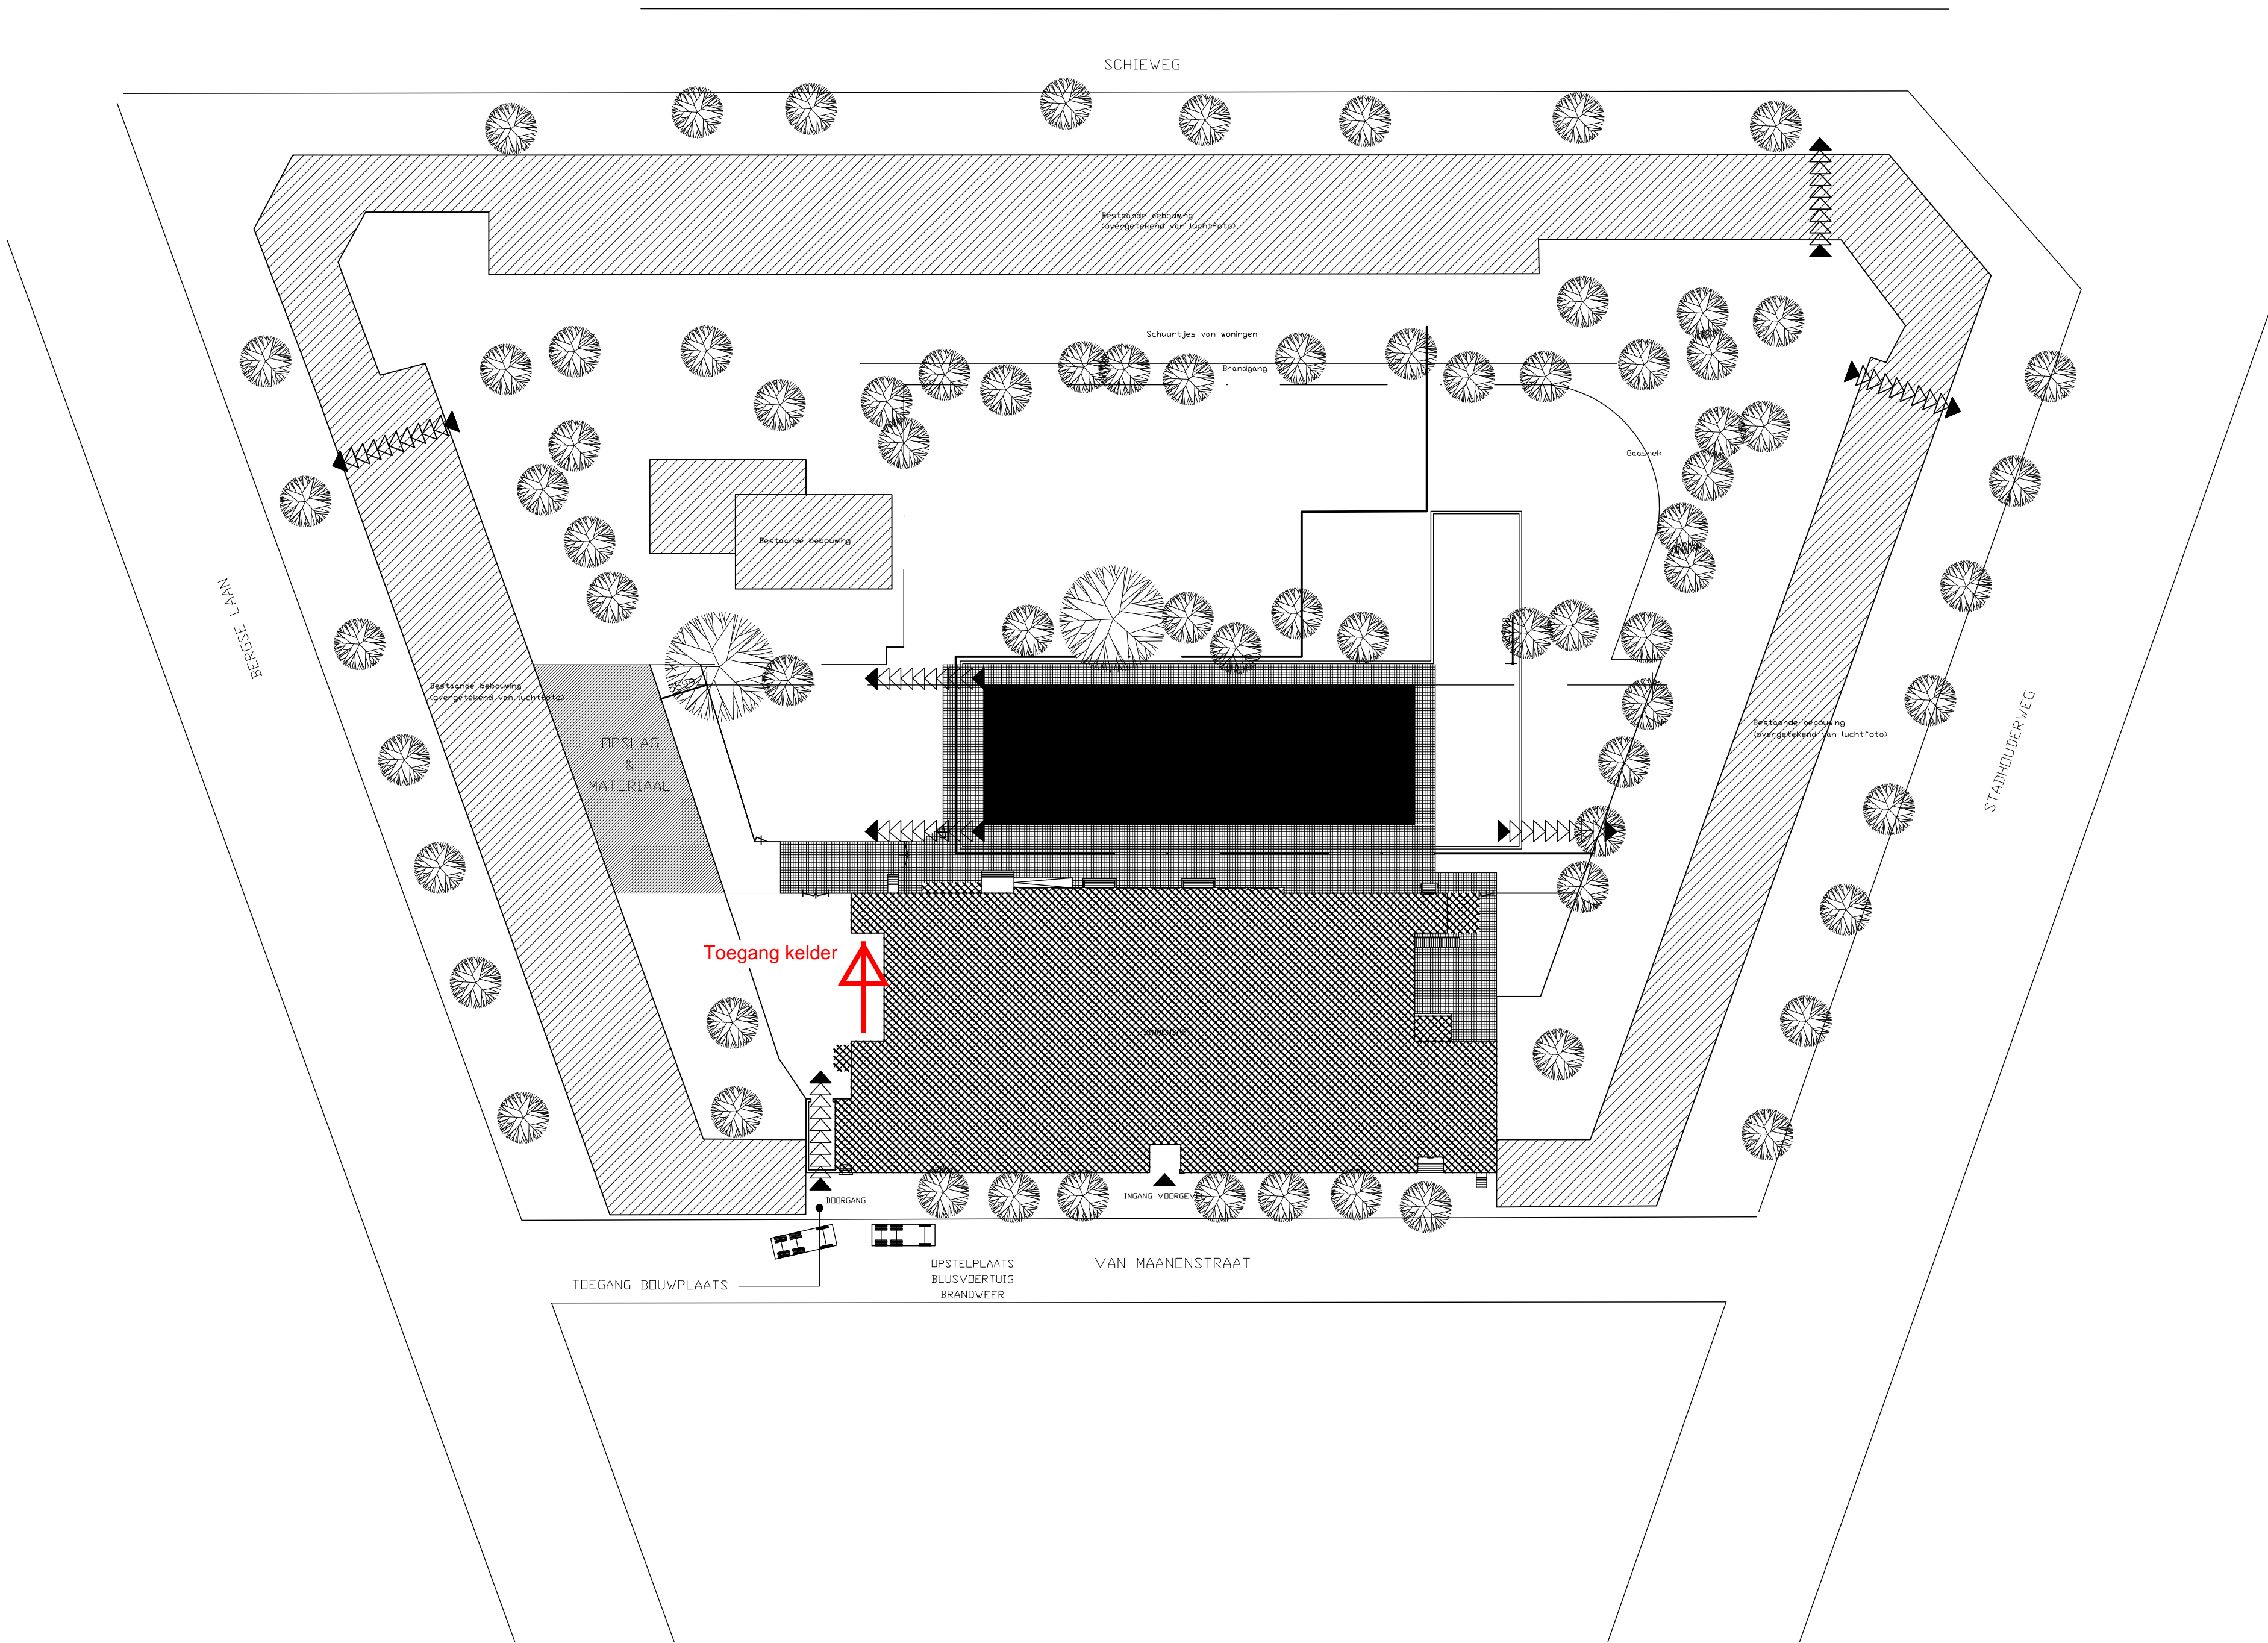 SCHIEWEG
Bestaande bebouwing
(overgetekend van luchtfoto)
Schuurtjes van woningen
Brandgang
Gaashek
Bestaande bebouwing
BERGSE LAAN
Bestaande bebouwing
(overgetekend van luchtfoto)
OPSLAG
&
MATERIAAL
Bestaande bebouwing
(overgetekend van luchtfoto)
STADHOUDERWEG
Toegang kelder
DOORGANG
INGANG VOORGEVEL
OPSTELPLAATS
BLUSVOERTUIG
BRANDWEER
VAN MAANENSTRAAT
TOEGANG BOUWPLAATS